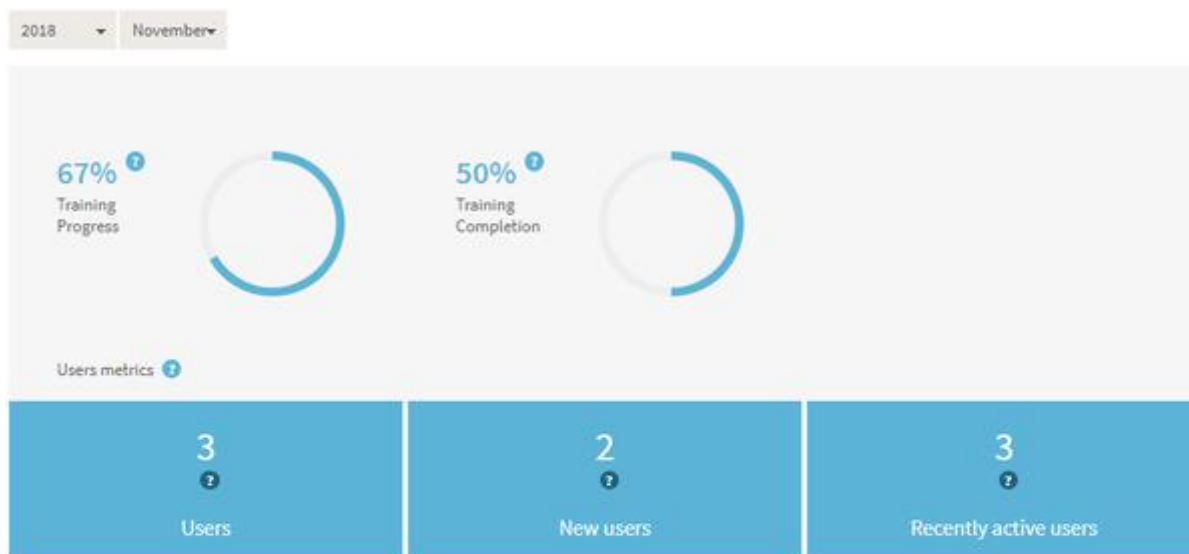 2018 November
67% ?
Training
Progress
50% ?
Training
Completion
Users metrics ?
3
?
Users
2
?
New users
3
?
Recently active users